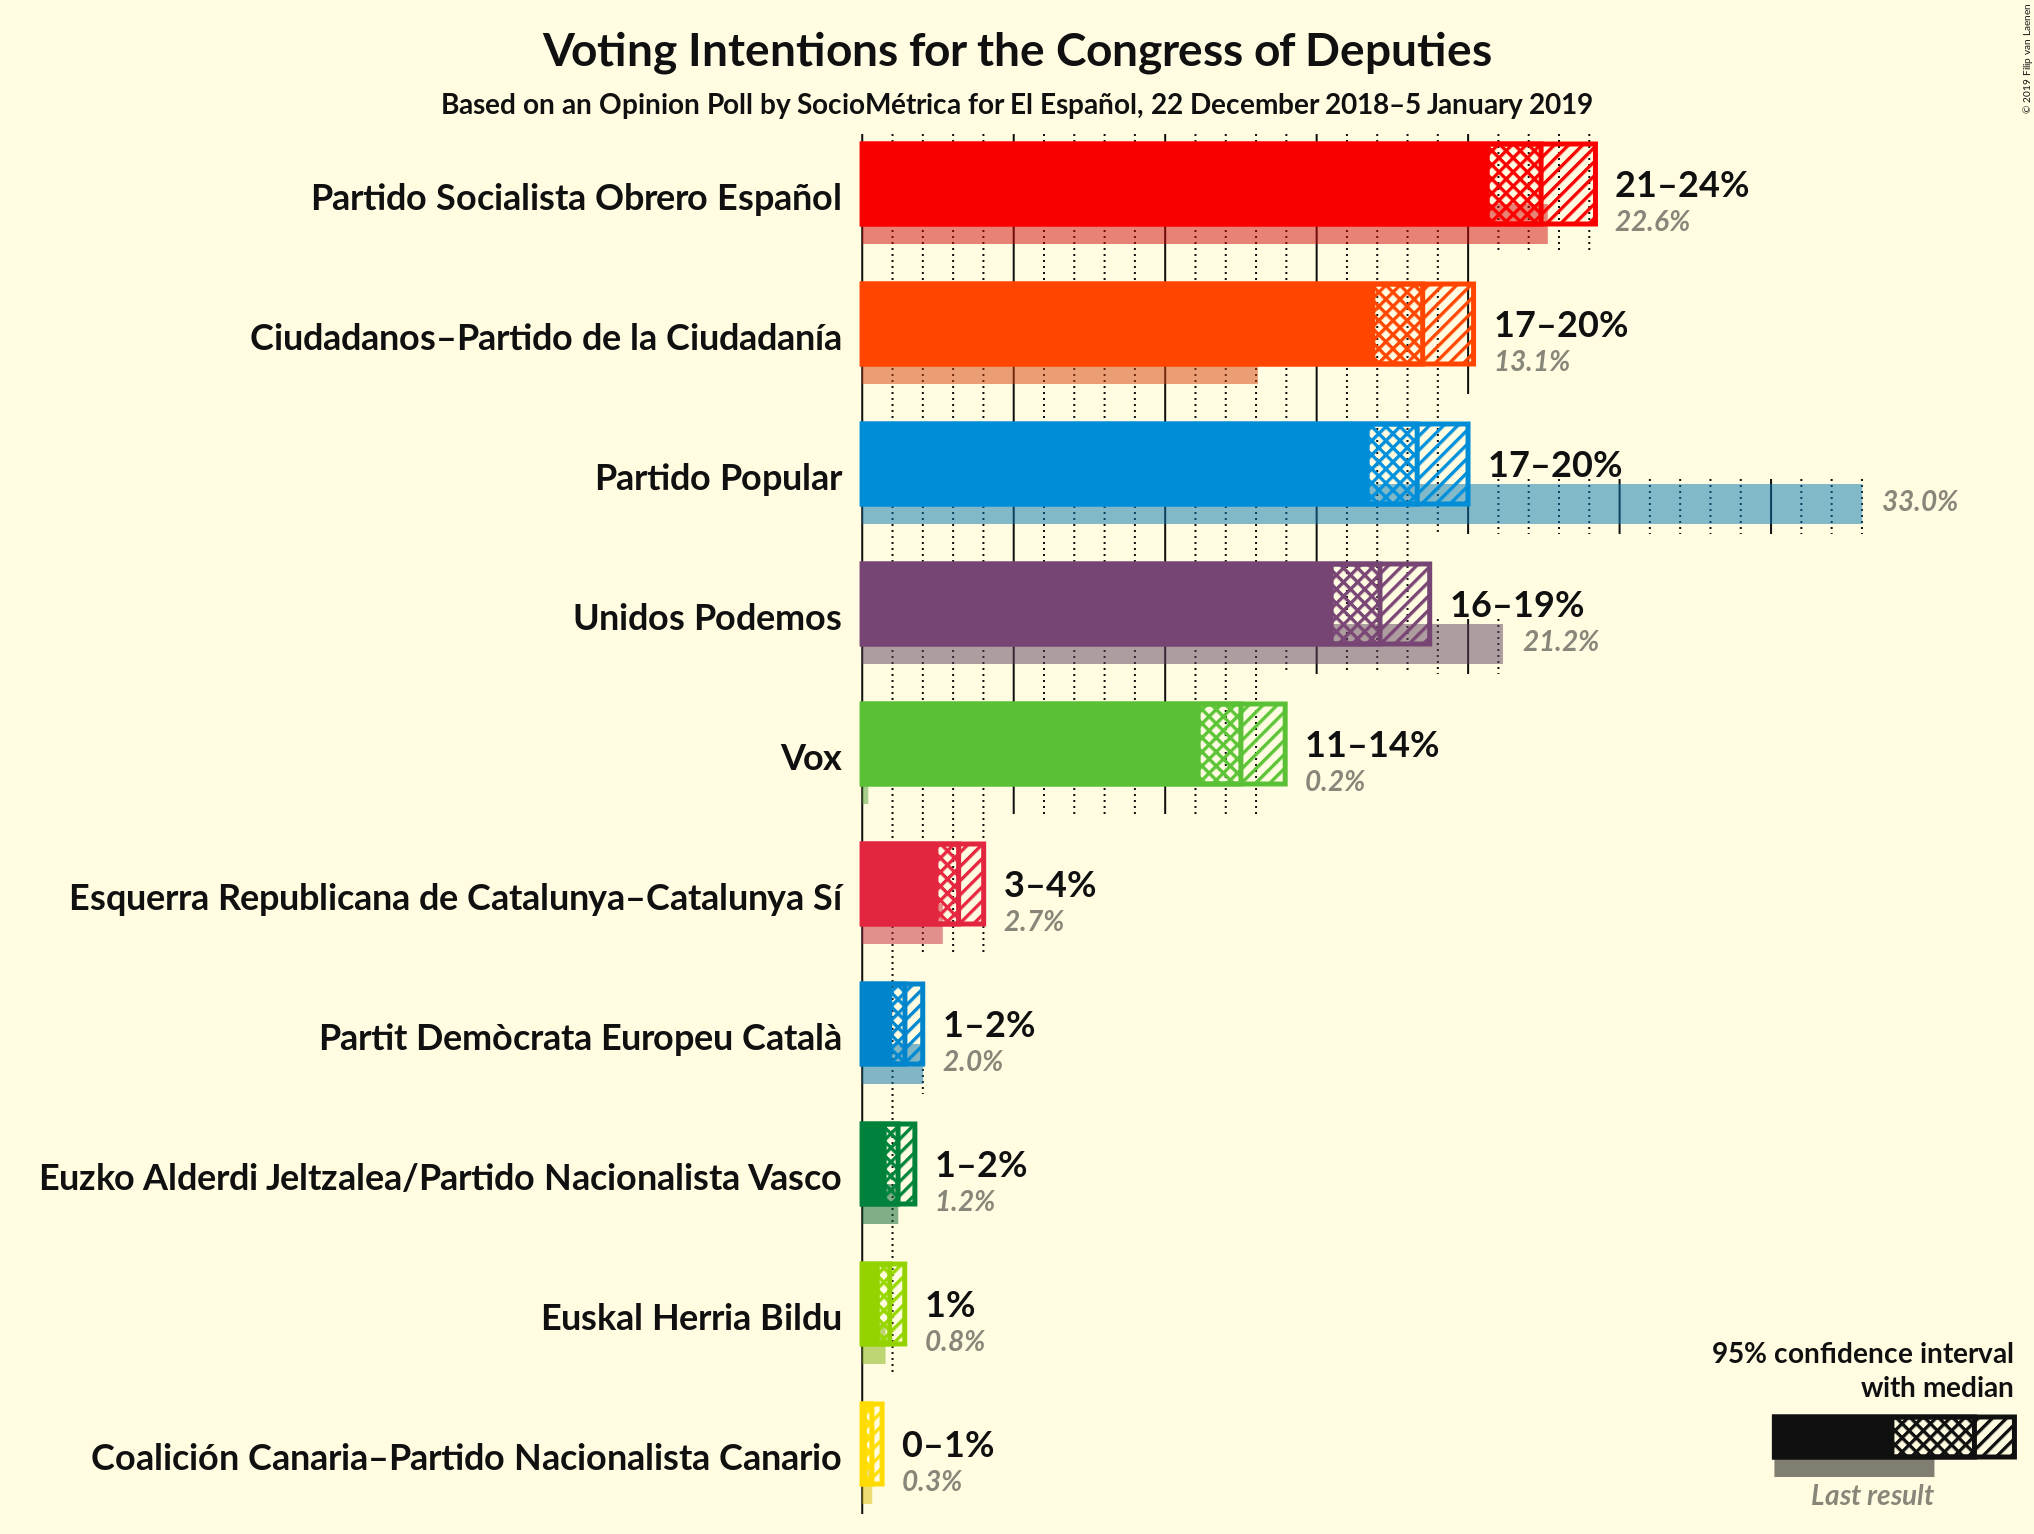 Voting Intentions for the Congress of Deputies
Based on an Opinion Poll by SocioMétrica for El Español, 22 December 2018–5 January 2019
© 2019 Filip van Laenen
Partido Socialista Obrero Español
21–24%
22.6%
Ciudadanos–Partido de la Ciudadanía
17–20%
13.1%
Partido Popular
17–20%
33.0%
Unidos Podemos
16–19%
21.2%
Vox
11–14%
0.2%
Esquerra Republicana de Catalunya–Catalunya Sí
3–4%
2.7%
Partit Demòcrata Europeu Català
1–2%
2.0%
Euzko Alderdi Jeltzalea/Partido Nacionalista Vasco
1–2%
1.2%
Euskal Herria Bildu
1%
0.8%
Coalición Canaria–Partido Nacionalista Canario
0–1%
0.3%
95% confidence interval
with median
Last result